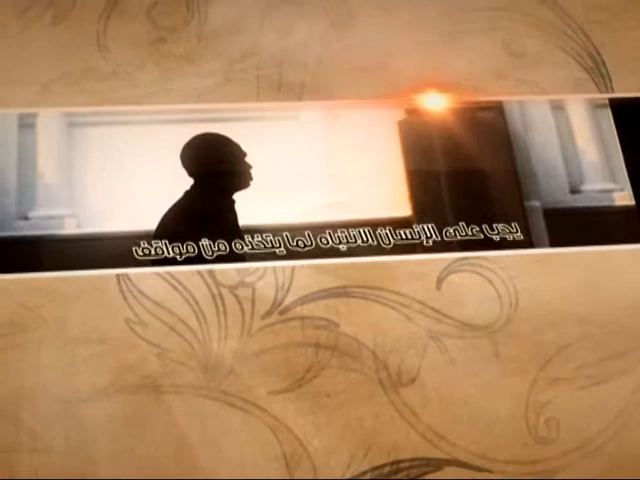 يجب على الإنسان الانتباه لما يتخذه من مواقف